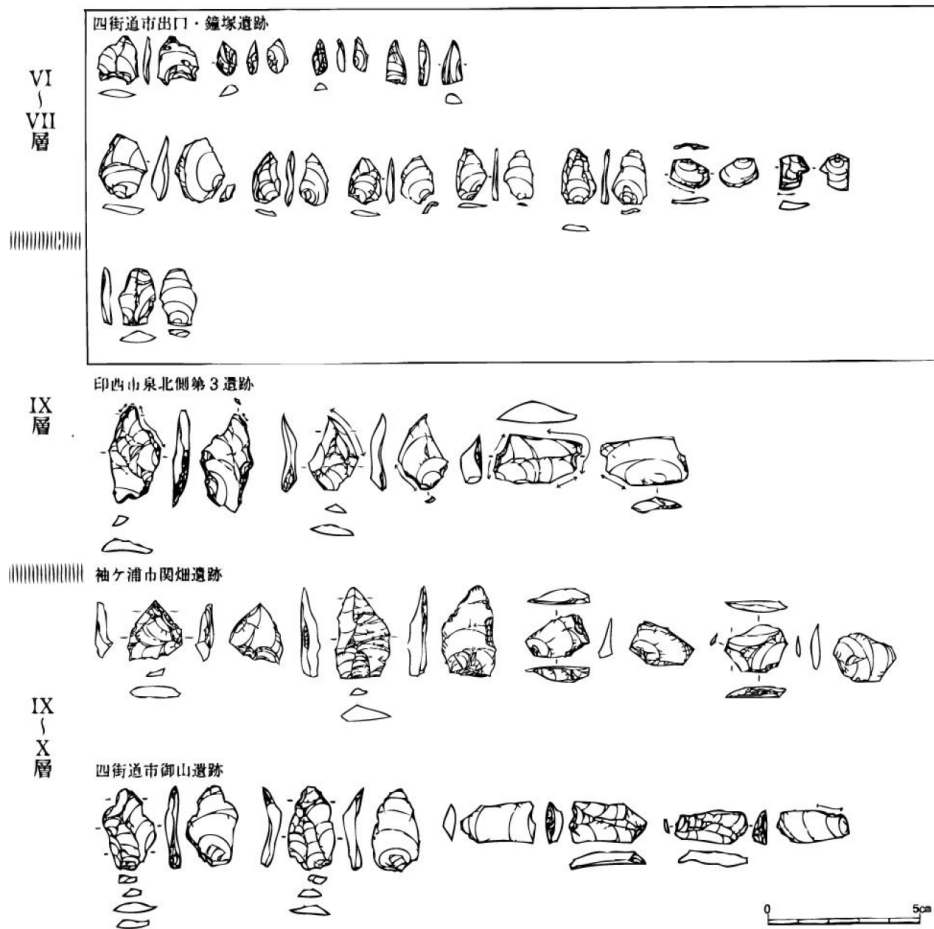 四街道市出口・鐘塚遺跡
VI
〜
VII
層
印西市泉北側第３遺跡
IX
層
袖ケ浦市関畑遺跡
IX
〜
X
層
四街道市御山遺跡
0
5cm